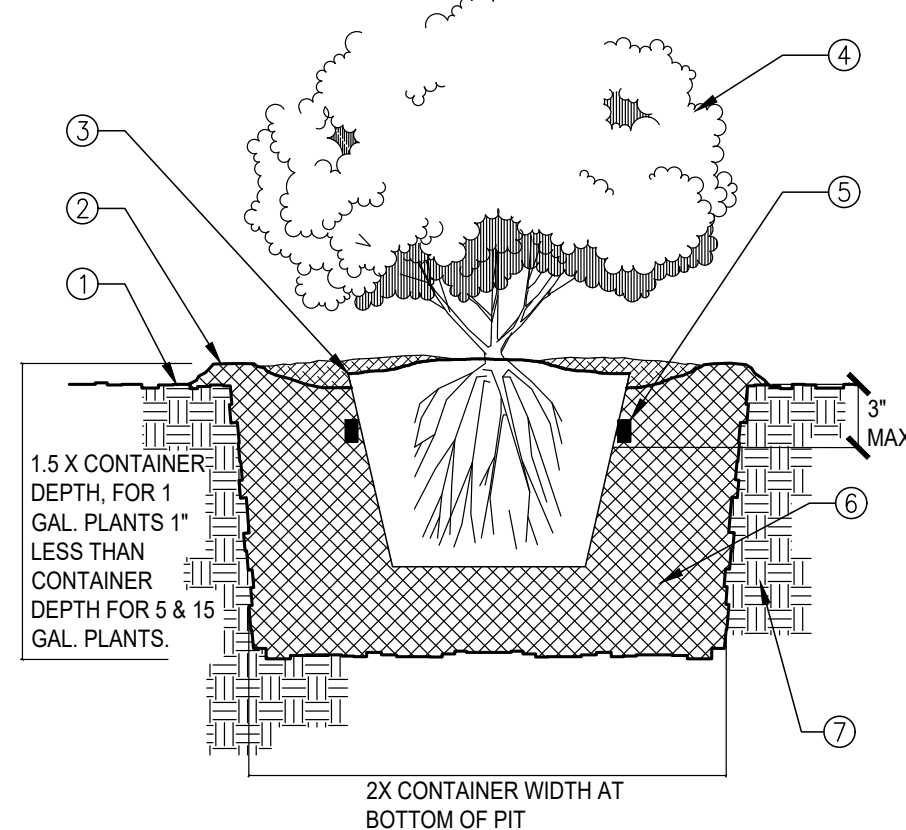 4
3
5
2
1
3"
MAX
1.5 X CONTAINER
DEPTH, FOR 1
GAL. PLANTS 1"
LESS THAN
CONTAINER
DEPTH FOR 5 & 15
GAL. PLANTS.
6
7
2X CONTAINER WIDTH AT
BOTTOM OF PIT